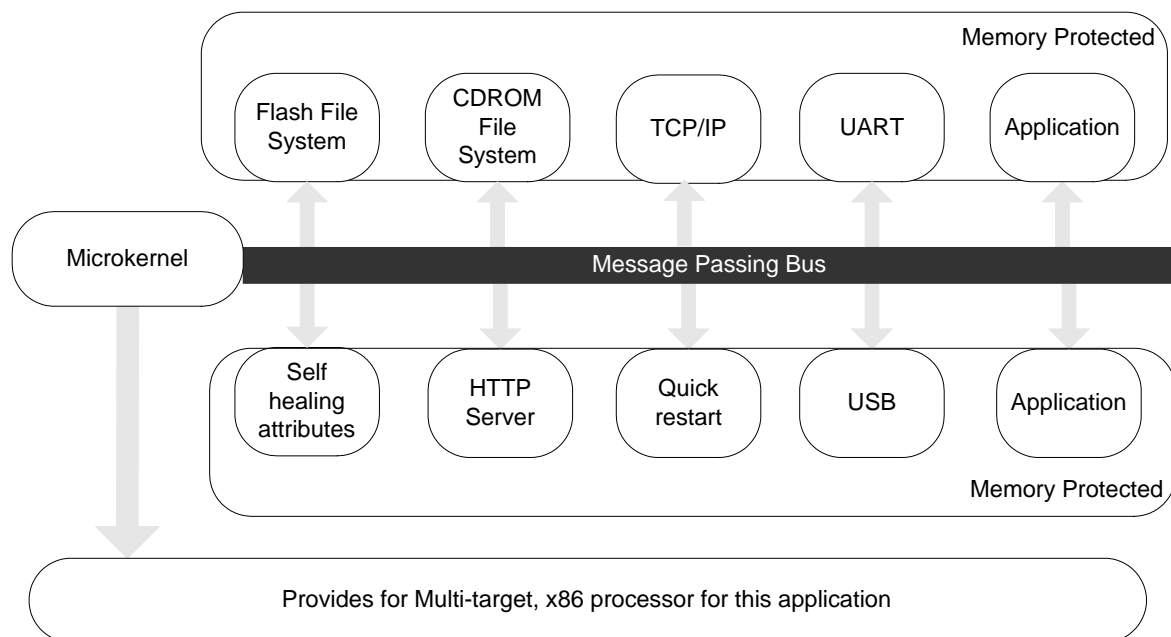 Memory Protected
Flash File
System
CDROM
File
System
TCP/IP
UART
Application
Microkernel
Message Passing Bus
Self
healing
attributes
HTTP
Server
Quick
restart
USB
Application
Memory Protected
Provides for Multi-target, x86 processor for this application